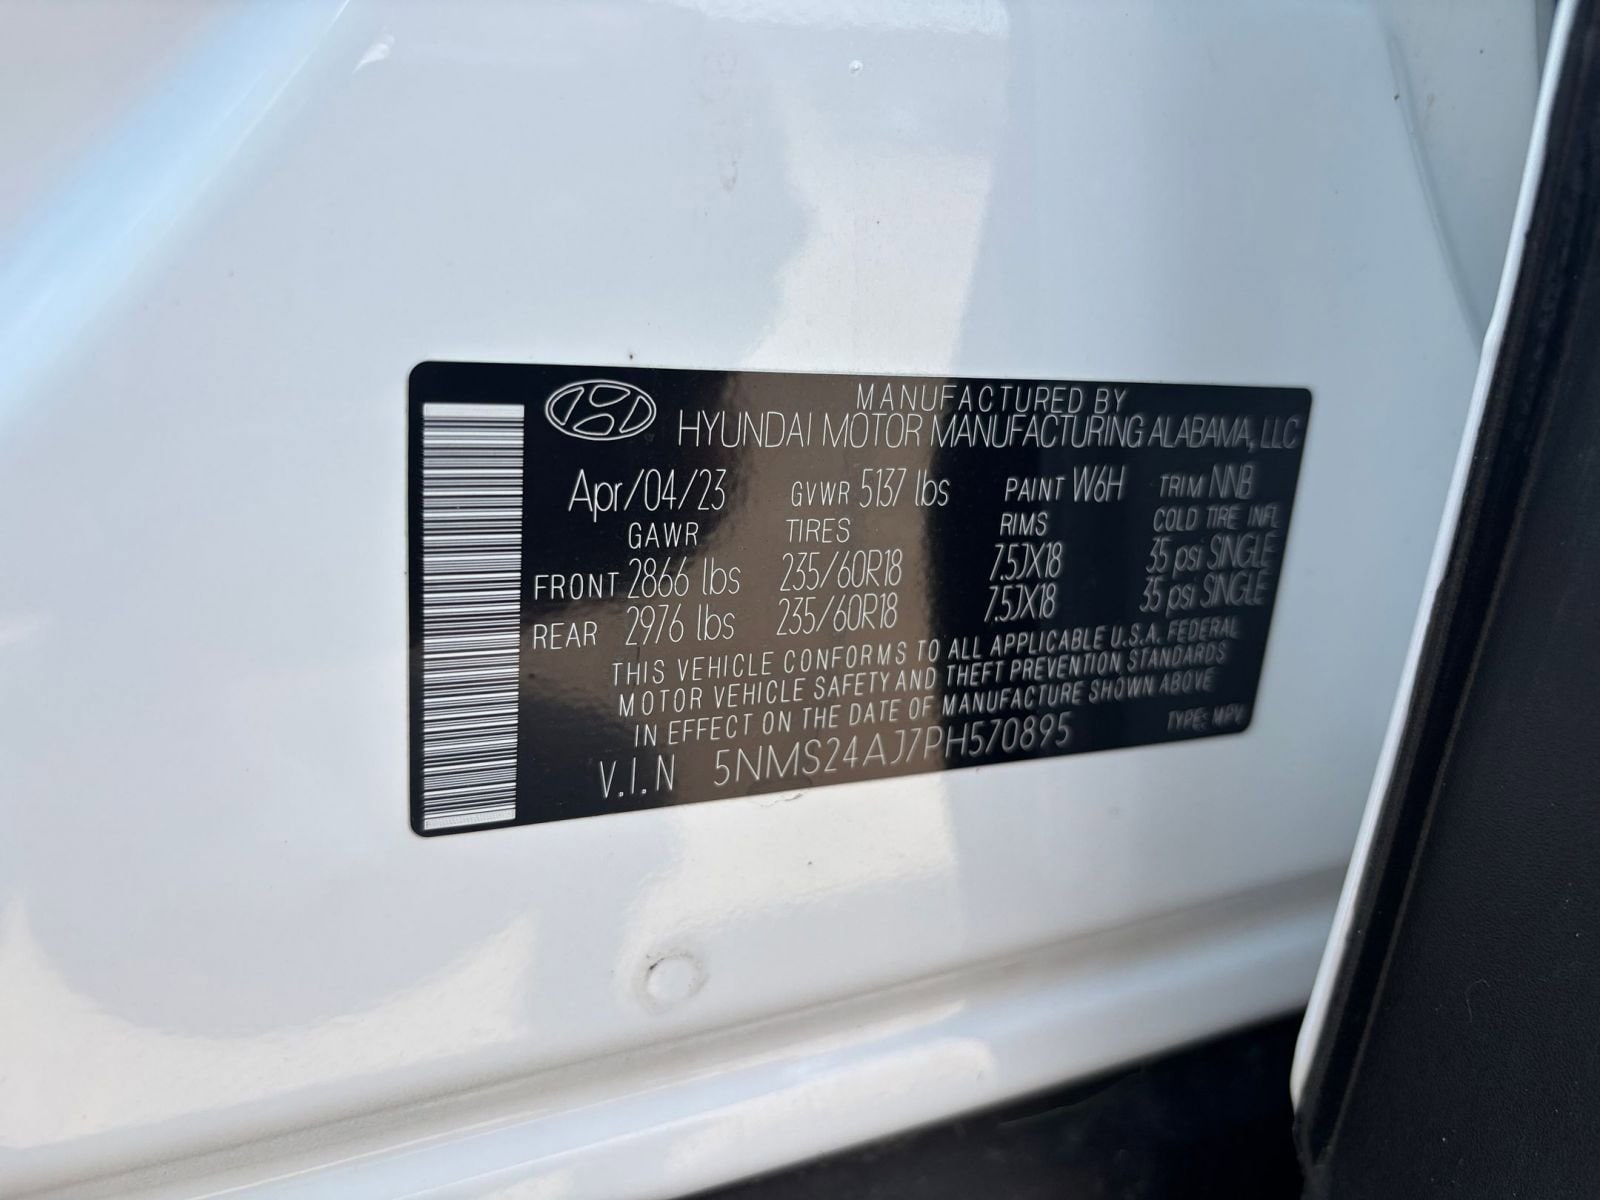 MANUFACTURED BY
HYUNDAI MOTOR MANUFACTURING ALABAMA, LLC
Apr/04/23 GVWR 5137 lbs PAINT W6H TRIM NNB
GAWR TIRES RIMS COLD TIRE INFL
FRONT 2866 lbs 235/60R18 7.5JX18 35 psi SINGLE
REAR 2976 lbs 235/60R18 7.5JX18 35 psi SINGLE
THIS VEHICLE CONFORMS TO ALL APPLICABLE U.S.A. FEDERAL
MOTOR VEHICLE SAFETY AND THEFT PREVENTION STANDARDS
IN EFFECT ON THE DATE OF MANUFACTURE SHOWN ABOVE
V.I.N 5NMS24AJ7PH570895 TYPE: MPV